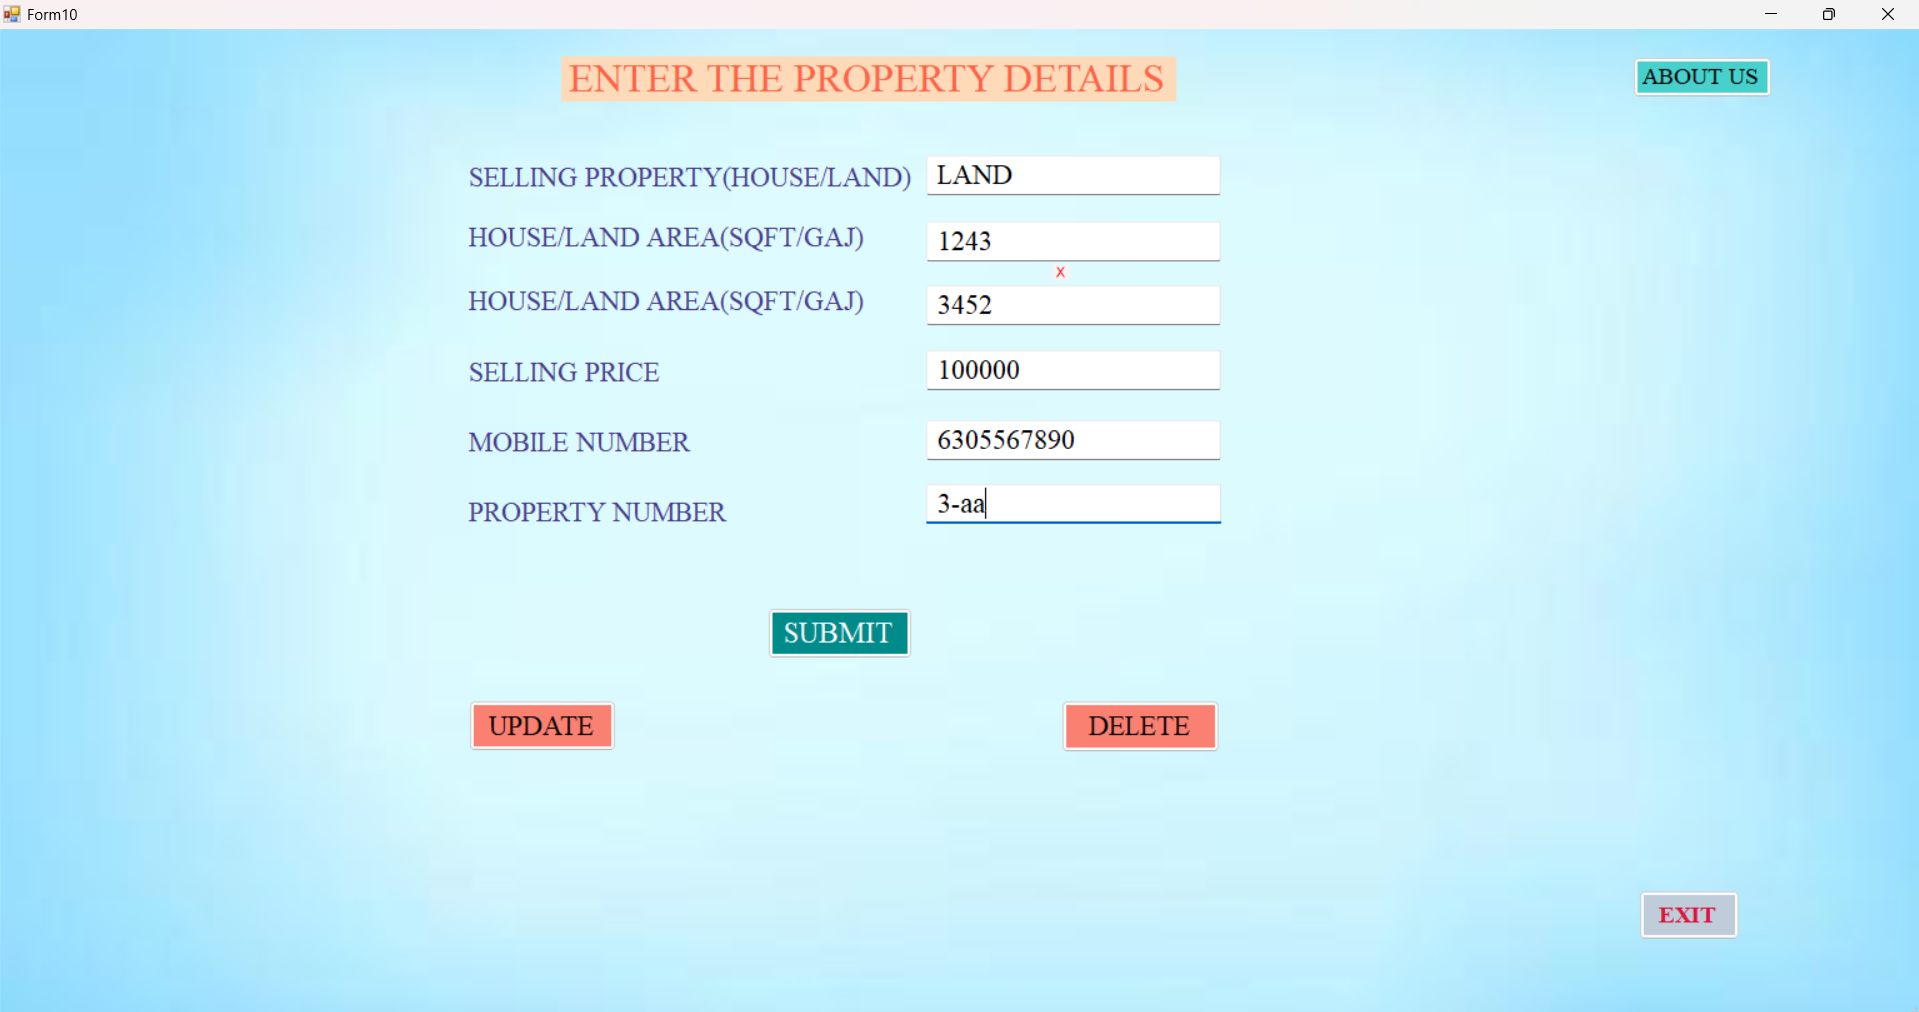 Form10
ENTER THE PROPERTY DETAILS
ABOUT US
SELLING PROPERTY(HOUSE/LAND) LAND
HOUSE/LAND AREA(SQFT/GAJ) 1243
X
HOUSE/LAND AREA(SQFT/GAJ) 3452
SELLING PRICE 100000
MOBILE NUMBER 6305567890
PROPERTY NUMBER 3-aa
SUBMIT
UPDATE DELETE
EXIT